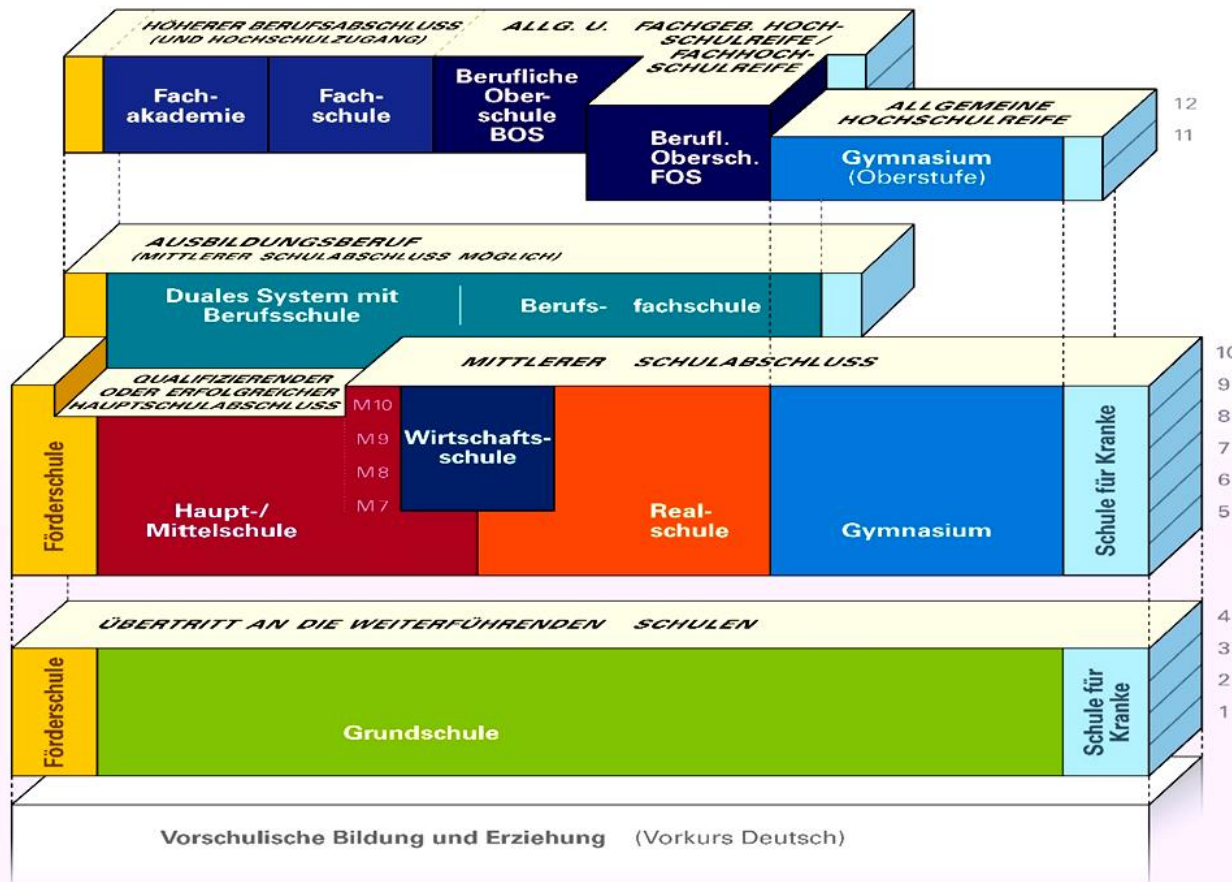 HÖHERER BERUFSABSCHLUSS
(UND HOCHSCHULZUGANG)
ALLG. U. FACHGEB. HOCH-
SCHULREIFE/
FACHHOCH-
SCHULREIFE
Fach-
akademie
Fach-
schule
Berufliche
Ober-
schule
BOS
Berufl.
Obersch.
FOS
ALLGEMEINE
HOCHSCHULREIFE
Gymnasium
(Oberstufe)
12
11
AUSBILDUNGSBERUF
(MITTLERER SCHULABSCHLUSS MÖGLICH)
Duales System mit
Berufsschule
Berufs- fachschule
MITTLERER SCHULABSCHLUSS
QUALIFIZIERENDER
ODER ERFOLGREICHER
HAUPTSCHULABSCHLUSS
M10
M9
M8
M7
Wirtschafts-
schule
Förderschule
Haupt-/
Mittelschule
Real-
schule
Gymnasium
Schule für Kranke
10
9
8
7
6
5
ÜBERTRITT AN DIE WEITERFÜHRENDEN SCHULEN
Förderschule
Grundschule
Schule für
Kranke
4
3
2
1
Vorschulische Bildung und Erziehung (Vorkurs Deutsch)